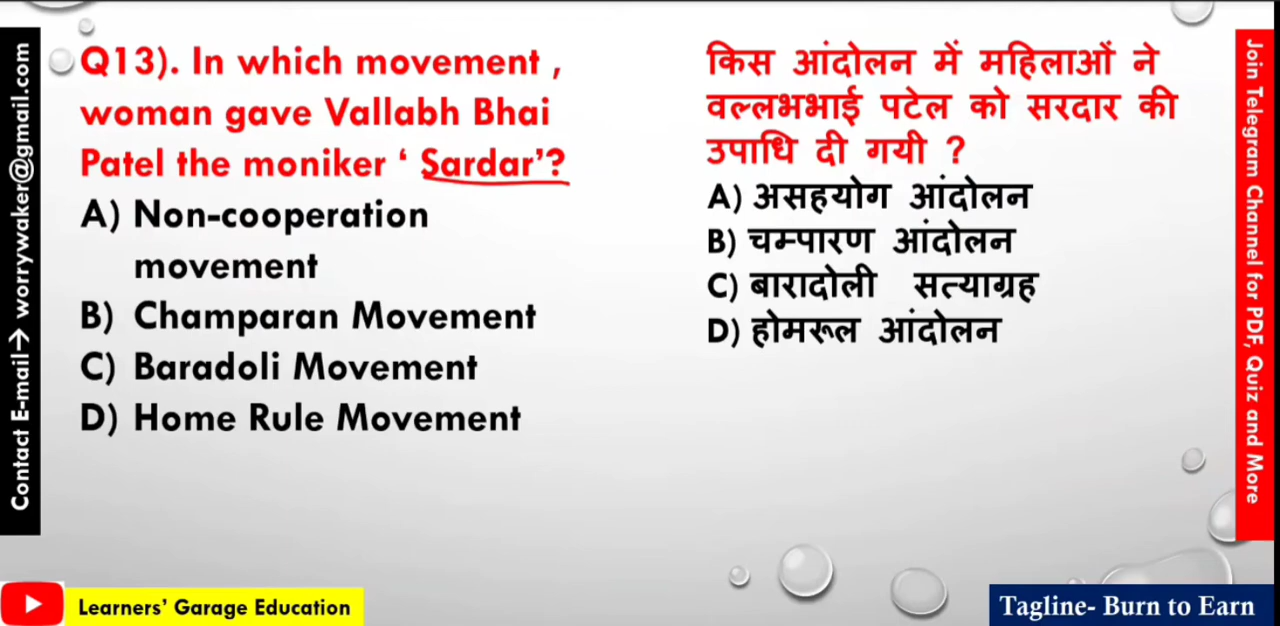 Q13). In which movement ,
woman gave Vallabh Bhai
Patel the moniker ‘ Sardar’?
A) Non-cooperation
movement
B) Champaran Movement
C) Baradoli Movement
D) Home Rule Movement
किस आंदोलन में महिलाओं ने
वल्लभभाई पटेल को सरदार की
उपाधि दी गयी ?
A) असहयोग आंदोलन
B) चम्पारण आंदोलन
C) बारादोली सत्याग्रह
D) होमरूल आंदोलन
Contact E-mail→ worrywaker@gmail.com
Join Telegram Channel for PDF, Quiz and More
Learners’ Garage Education
Tagline- Burn to Earn